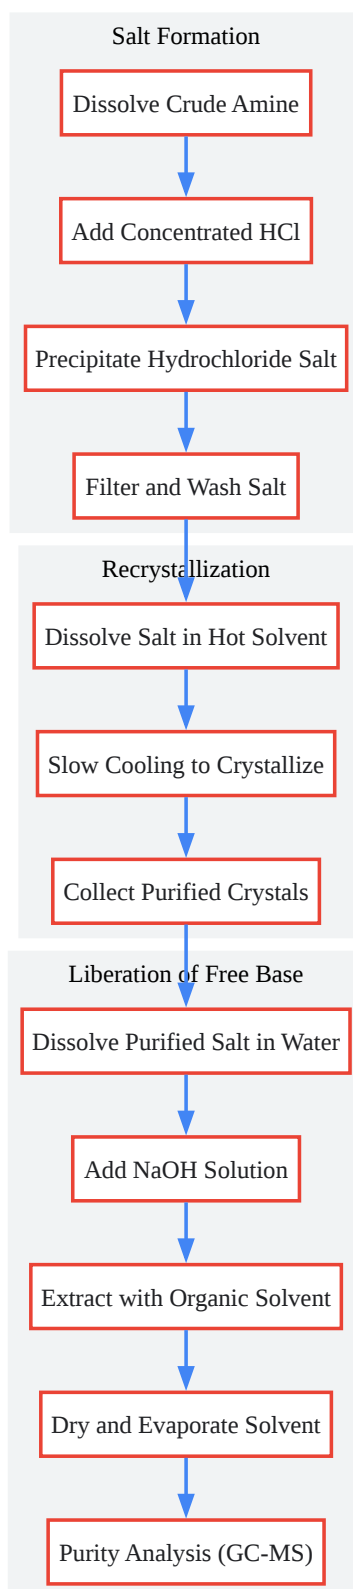 Salt Formation
Dissolve Crude Amine
Add Concentrated HCl
Precipitate Hydrochloride Salt
Filter and Wash Salt
Recrystallization
Dissolve Salt in Hot Solvent
Slow Cooling to Crystallize
Collect Purified Crystals
Liberation of Free Base
Dissolve Purified Salt in Water
Add NaOH Solution
Extract with Organic Solvent
Dry and Evaporate Solvent
Purity Analysis (GC-MS)